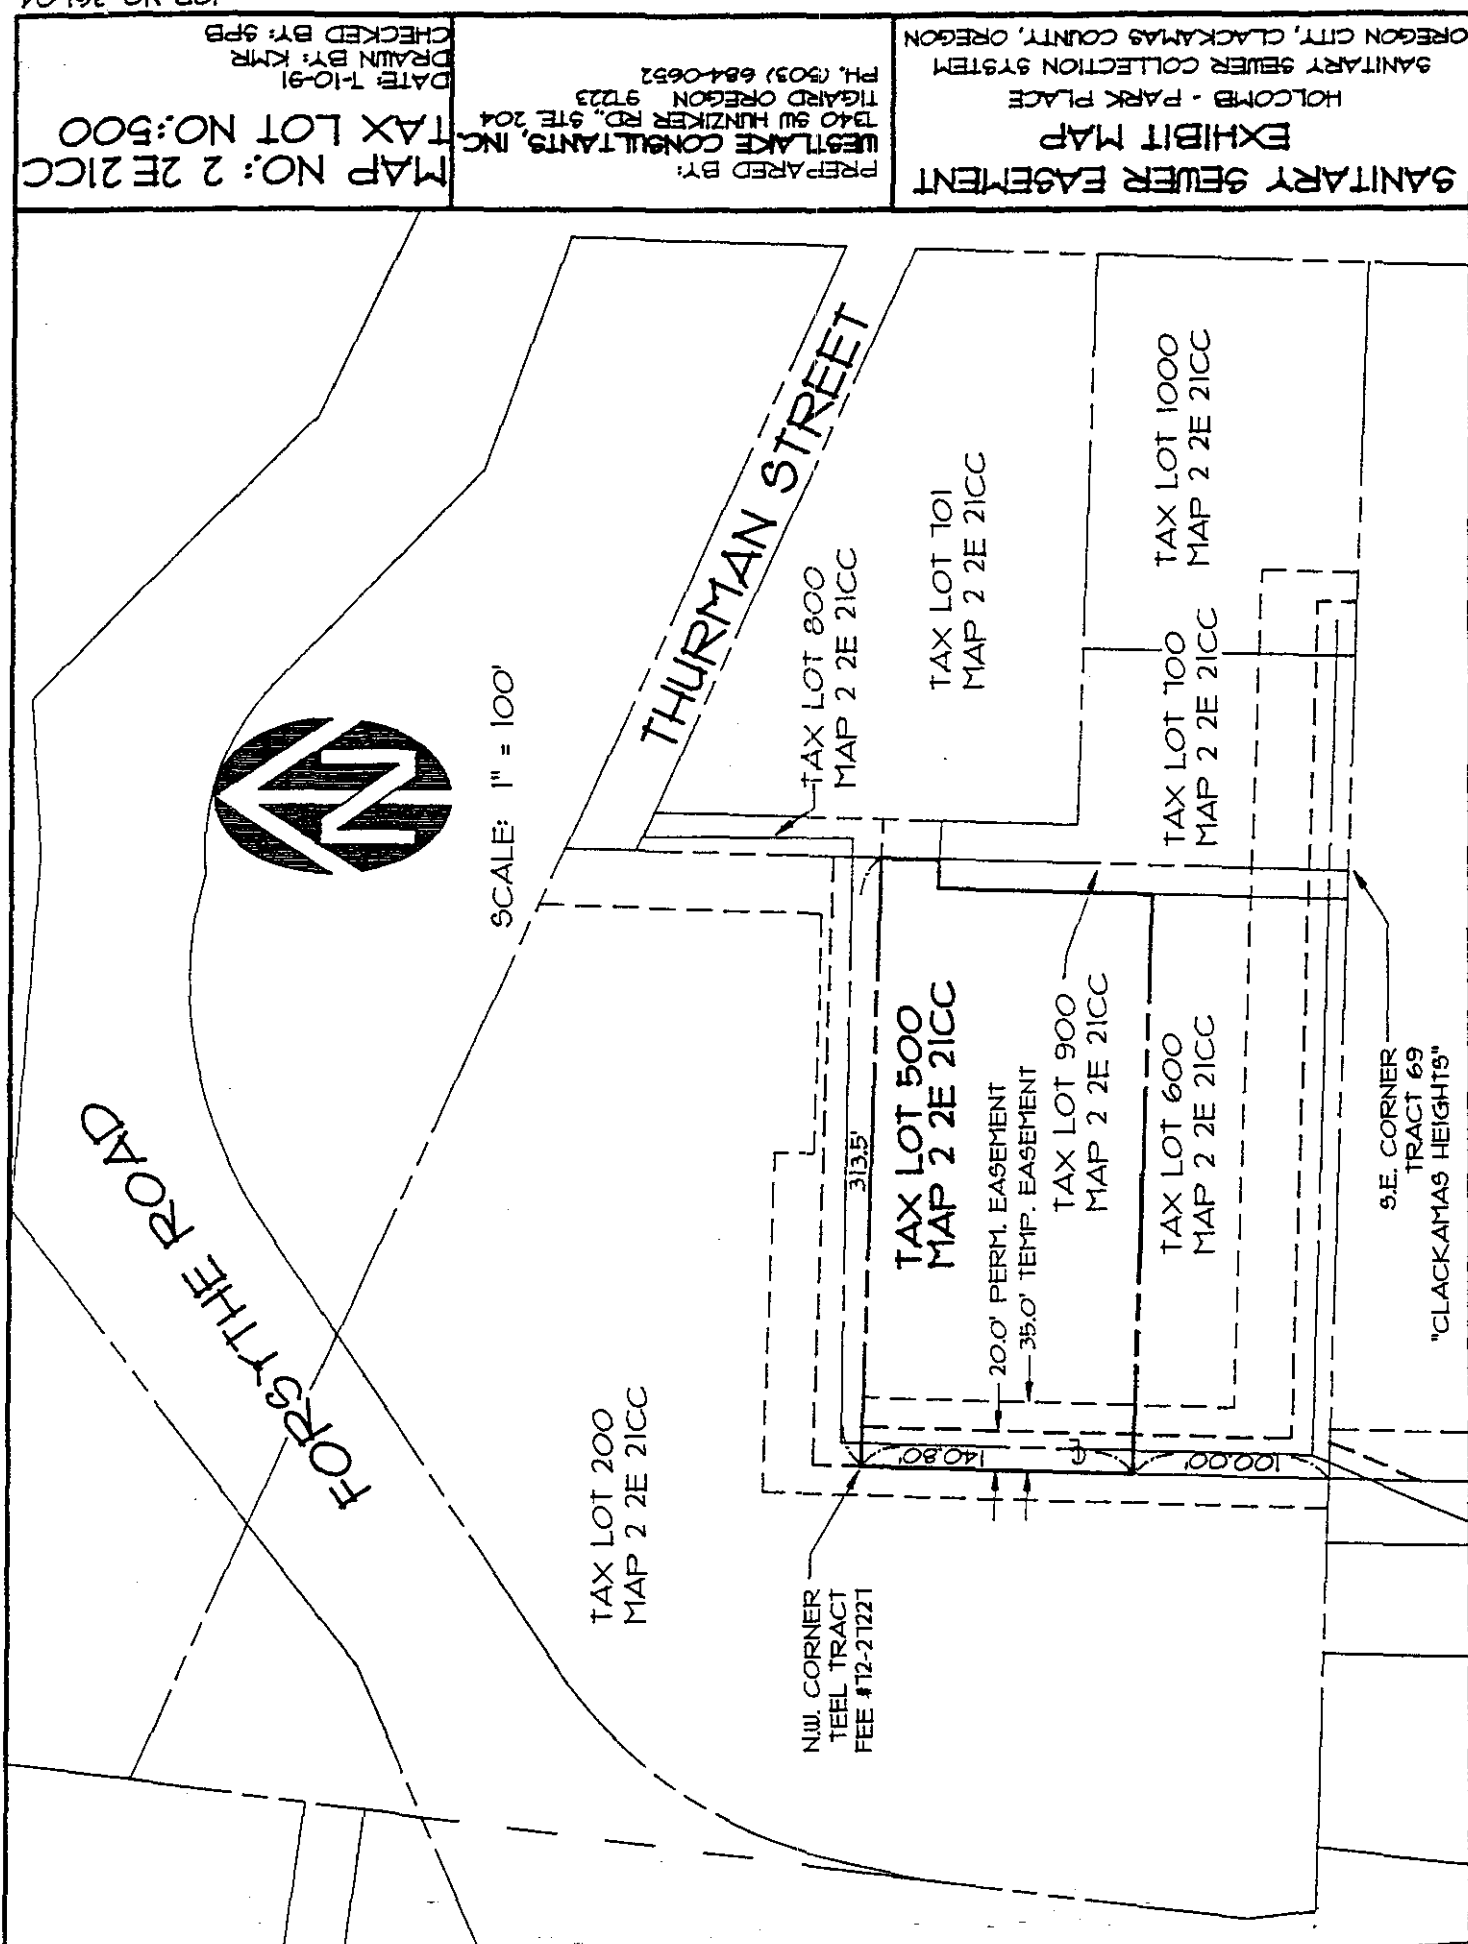 SANITARY SEWER EASEMENT
EXHIBIT MAP
HOLCOMB - PARK PLACE
SANITARY SEWER COLLECTION SYSTEM
OREGON CITY, CLACKAMAS COUNTY, OREGON
PREPARED BY:
WESTLAKE CONSULTANTS, INC.
7340 SW HUNZIKER RD., STE 204
TIGARD OREGON 97223
PH. (503) 684-0652
MAP NO.: 2 2E 21CC
TAX LOT NO.:500
DATE: 7-10-91
DRAWN BY: KMR
CHECKED BY: SPB
FORSYTHE ROAD
N
SCALE: 1" = 100'
THURMAN STREET
TAX LOT 200
MAP 2 2E 21CC
TAX LOT 800
MAP 2 2E 21CC
TAX LOT 701
MAP 2 2E 21CC
TAX LOT 1000
MAP 2 2E 21CC
TAX LOT 700
MAP 2 2E 21CC
313.5'
TAX LOT 500
MAP 2 2E 21CC
20.0' PERM. EASEMENT
35.0' TEMP. EASEMENT
TAX LOT 900
MAP 2 2E 21CC
TAX LOT 600
MAP 2 2E 21CC
140.80'
100.00'
N.W. CORNER
TEEL TRACT
FEE #72-27227
S.E. CORNER
TRACT 69
"CLACKAMAS HEIGHTS"